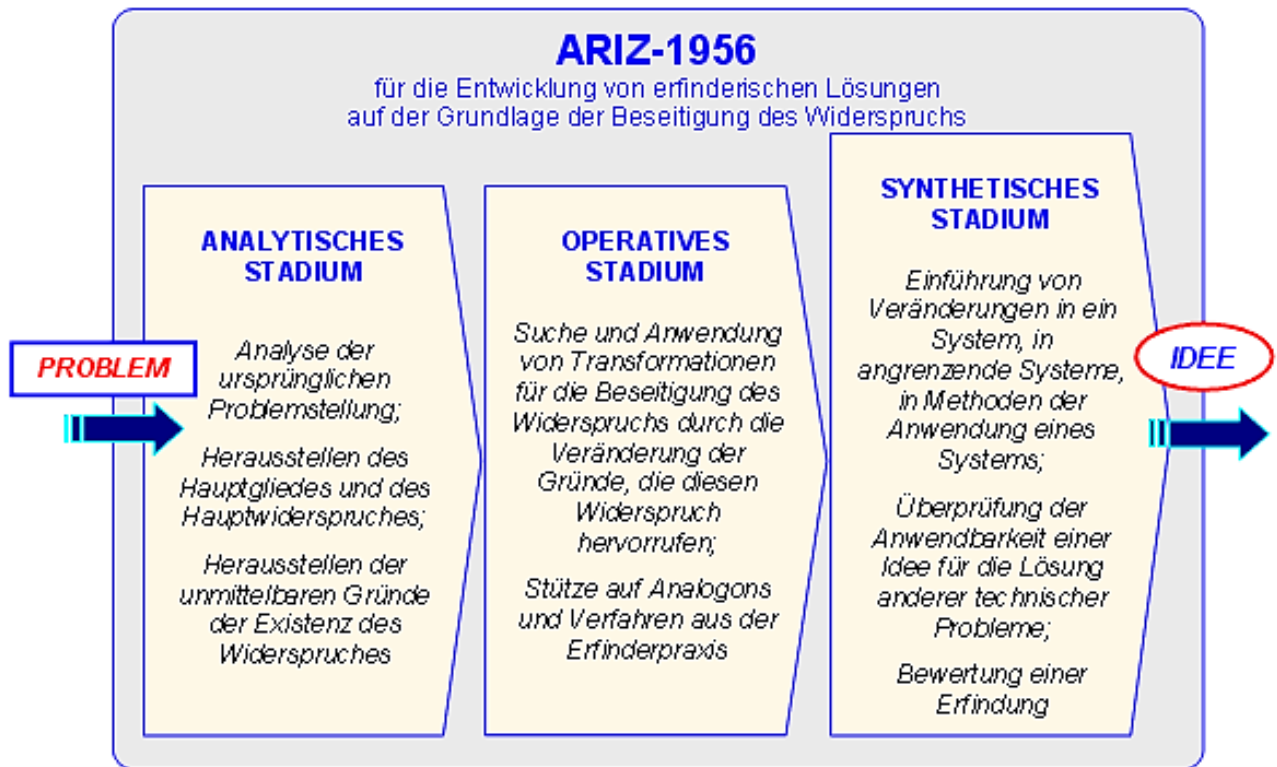 ARIZ-1956
für die Entwicklung von erfinderischen Lösungen
auf der Grundlage der Beseitigung des Widerspruchs
PROBLEM
ANALYTISCHES
STADIUM
Analyse der
ursprünglichen
Problemstellung;
Herausstellen des
Hauptgliedes und des
Hauptwiderspruches;
Herausstellen der
unmittelbaren Gründe
der Existenz des
Widerspruches
OPERATIVES
STADIUM
Suche und Anwendung
von Transformationen
für die Beseitigung des
Widerspruchs durch die
Veränderung der
Gründe, die diesen
Widerspruch
hervorrufen;
Stütze auf Analogons
und Verfahren aus der
Erfinderpraxis
SYNTHETISCHES
STADIUM
Einführung von
Veränderungen in ein
System, in
angrenzende Systeme,
in Methoden der
Anwendung eines
Systems;
Überprüfung der
Anwendbarkeit einer
Idee für die Lösung
anderer technischer
Probleme;
Bewertung einer
Erfindung
IDEE